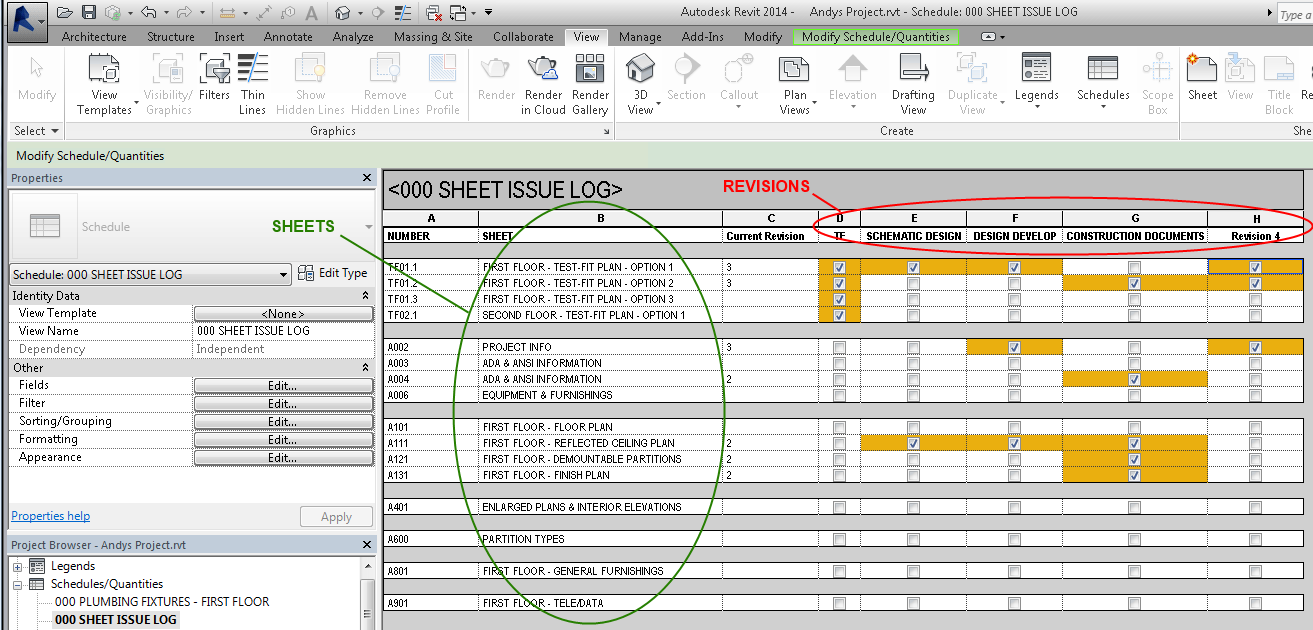 Autodesk Revit 2014 - Andys Project.rvt - Schedule: 000 SHEET ISSUE LOG
Type a
Architecture Structure Insert Annotate Analyze Massing & Site Collaborate View Manage Add-Ins Modify Modify Schedule/Quantities
Modify View Templates Visibility/ Graphics Filters Thin Lines Show Hidden Lines Remove Hidden Lines Cut Profile Render Render in Cloud Render Gallery 3D View Section Callout Plan Views Elevation Drafting View Duplicate View Legends Schedules Scope Box Sheet View Title Block Re
Select Graphics Create She
Modify Schedule/Quantities
Properties
Schedule
Schedule: 000 SHEET ISSUE LOG Edit Type
Identity Data
View Template <None>
View Name 000 SHEET ISSUE LOG
Dependency Independent
Other
Fields Edit...
Filter Edit...
Sorting/Grouping Edit...
Formatting Edit...
Appearance Edit...
Properties help Apply
Project Browser - Andys Project.rvt
Legends
Schedules/Quantities
000 PLUMBING FIXTURES - FIRST FLOOR
000 SHEET ISSUE LOG
<000 SHEET ISSUE LOG>
REVISIONS
SHEETS
A B C D E F G H
NUMBER SHEET Current Revision TF SCHEMATIC DESIGN DESIGN DEVELOP CONSTRUCTION DOCUMENTS Revision 4
TF01.1 FIRST FLOOR - TEST-FIT PLAN - OPTION 1 3
TF01.2 FIRST FLOOR - TEST-FIT PLAN - OPTION 2 3
TF01.3 FIRST FLOOR - TEST-FIT PLAN - OPTION 3
TF02.1 SECOND FLOOR - TEST-FIT PLAN - OPTION 1
A002 PROJECT INFO 3
A003 ADA & ANSI INFORMATION
A004 ADA & ANSI INFORMATION 2
A006 EQUIPMENT & FURNISHINGS
A101 FIRST FLOOR - FLOOR PLAN
A111 FIRST FLOOR - REFLECTED CEILING PLAN 2
A121 FIRST FLOOR - DEMOUNTABLE PARTITIONS 2
A131 FIRST FLOOR - FINISH PLAN 2
A401 ENLARGED PLANS & INTERIOR ELEVATIONS
A600 PARTITION TYPES
A801 FIRST FLOOR - GENERAL FURNISHINGS
A901 FIRST FLOOR - TELE/DATA